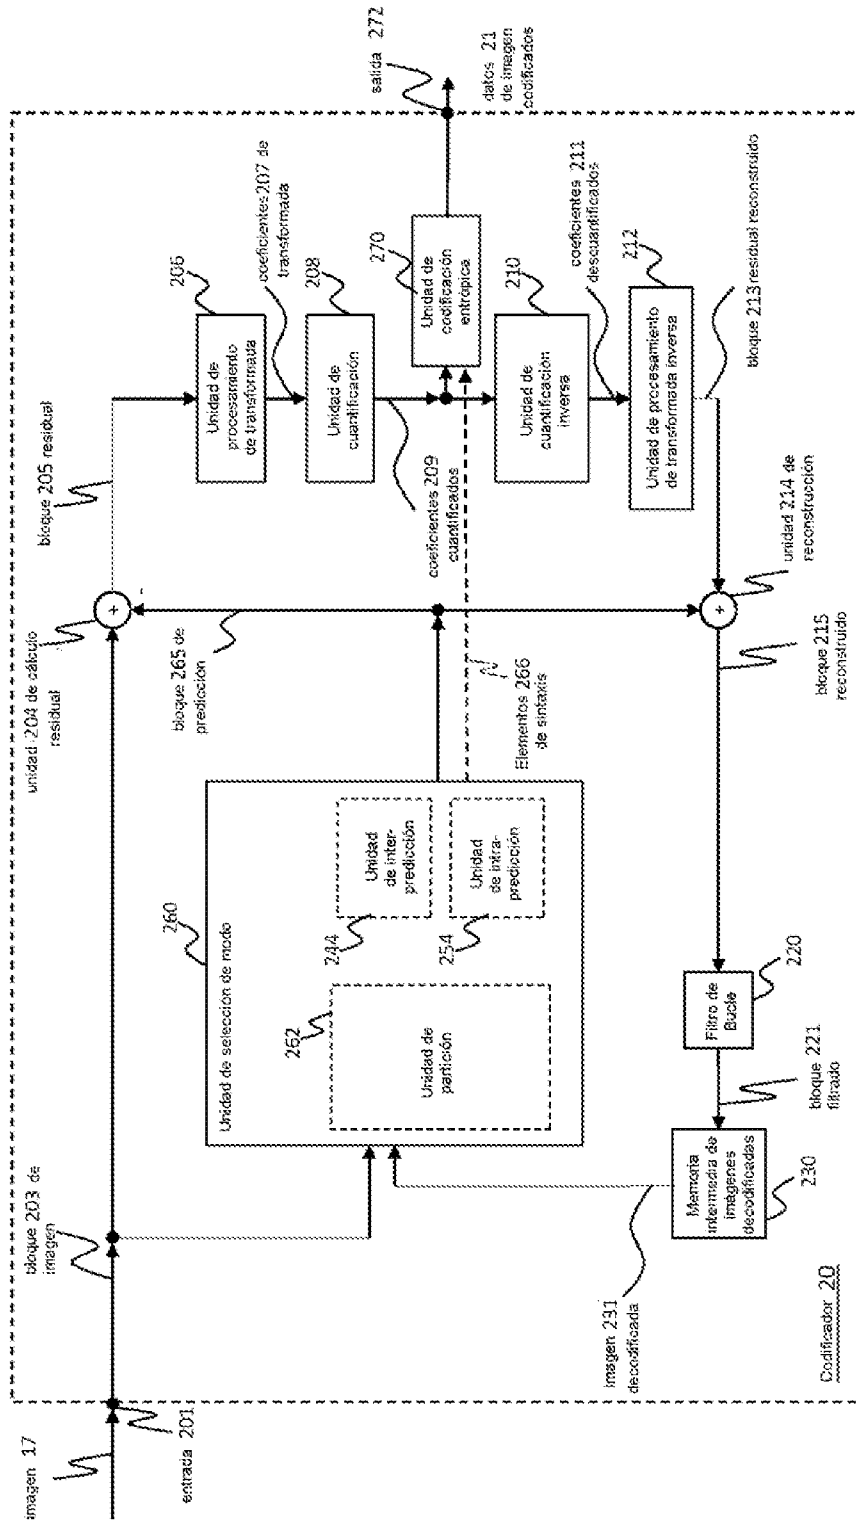 imagen 17
entrada 201
bloque 203 de
imagen
unidad 204 de cálculo
residual
bloque 205 residual
Unidad de
procesamiento
de transformada
206
coeficientes 207 de
transformada
Unidad de
cuantificación
208
coeficientes 209
cuantificados
Unidad de
codificación
entrópica
270
salida 272
datos 21
de imagen
codificados
Unidad de
cuantificación
inversa
210
coeficientes 211
descuantificados
Unidad de procesamiento
de transformada inversa
212
bloque 213 residual reconstruido
unidad 214 de
reconstrucción
bloque 215
reconstruido
bloque 265 de
predicción
-
+
+
Elementos 266
de sintaxis
260
Unidad de selección de modo
262
Unidad de
partición
244
Unidad
de inter-
predicción
254
Unidad
de intra-
predicción
Filtro de
Bucle
220
bloque 221
filtrado
Memoria
intermedia de
imágenes
decodificadas
230
imagen 231
decodificada
Codificador 20